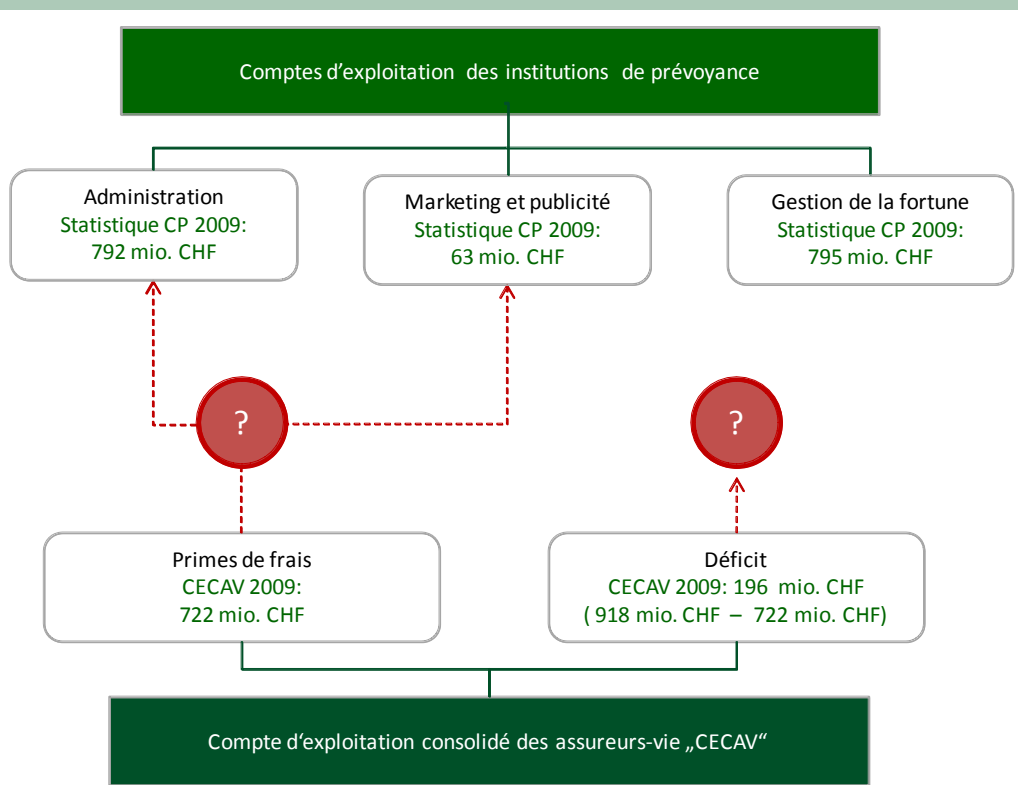 Comptes d’exploitation des institutions de prévoyance
Administration
Statistique CP 2009:
792 mio. CHF
Marketing et publicité
Statistique CP 2009:
63 mio. CHF
Gestion de la fortune
Statistique CP 2009:
795 mio. CHF
?
?
Primes de frais
CECAV 2009:
722 mio. CHF
Déficit
CECAV 2009: 196 mio. CHF
( 918 mio. CHF – 722 mio. CHF)
Compte d‘exploitation consolidé des assureurs-vie „CECAV“